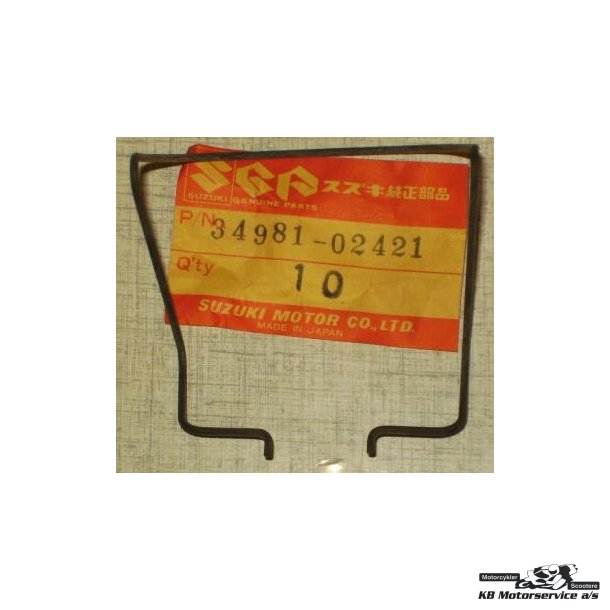 SGP スズキ純正部品
SUZUKI GENUINE PARTS
P/N 34981-02421
Q'ty 10
SUZUKI MOTOR CO.,LTD.
MADE IN JAPAN
Motorcykler Scootere
KB Motorservice a/s